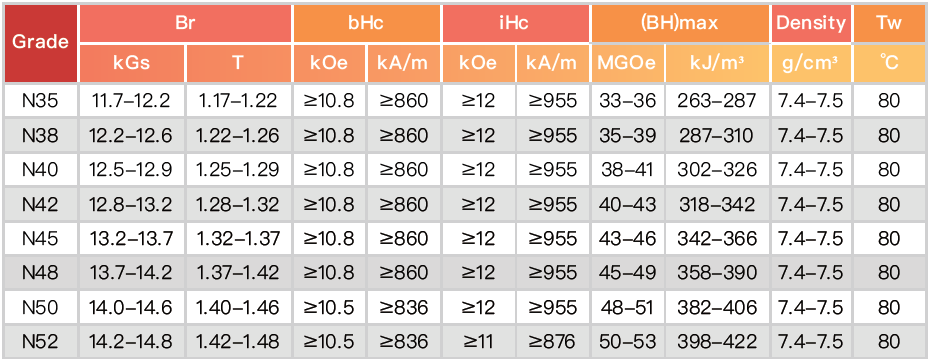 Grade Br bHc iHc (BH)max Density Tw
kGs T kOe kA/m kOe kA/m MGOe kJ/m³ g/cm³ ℃
N35 11.7–12.2 1.17–1.22 ≥10.8 ≥860 ≥12 ≥955 33–36 263–287 7.4–7.5 80
N38 12.2–12.6 1.22–1.26 ≥10.8 ≥860 ≥12 ≥955 35–39 287–310 7.4–7.5 80
N40 12.5–12.9 1.25–1.29 ≥10.8 ≥860 ≥12 ≥955 38–41 302–326 7.4–7.5 80
N42 12.8–13.2 1.28–1.32 ≥10.8 ≥860 ≥12 ≥955 40–43 318–342 7.4–7.5 80
N45 13.2–13.7 1.32–1.37 ≥10.8 ≥860 ≥12 ≥955 43–46 342–366 7.4–7.5 80
N48 13.7–14.2 1.37–1.42 ≥10.8 ≥860 ≥12 ≥955 45–49 358–390 7.4–7.5 80
N50 14.0–14.6 1.40–1.46 ≥10.5 ≥836 ≥12 ≥955 48–51 382–406 7.4–7.5 80
N52 14.2–14.8 1.42–1.48 ≥10.5 ≥836 ≥11 ≥876 50–53 398–422 7.4–7.5 80